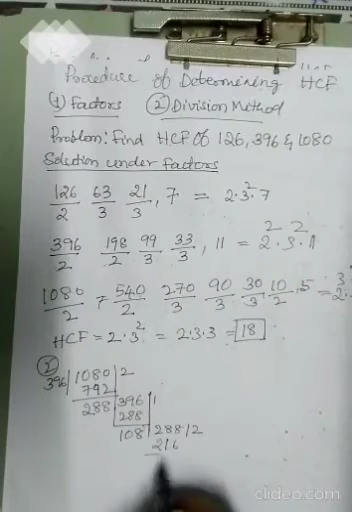 Procedure of Determining HCF
① Factors ② Division Method
Problem: Find HCF of 126, 396 & 1080
Solution under factors
126/2 63/3 21/3, 7 = 2·3²·7
396/2 198/2 99/3 33/3, 11 = 2²·3²·11
1080/2 = 540/2 270/3 90/3 30/3 10/2, 5 = 2³·
HCF = 2·3² = 2·3·3 = 18
②
396 | 1080 | 2
792
288 | 396 | 1
288
108 | 288 | 2
216
clideo.com